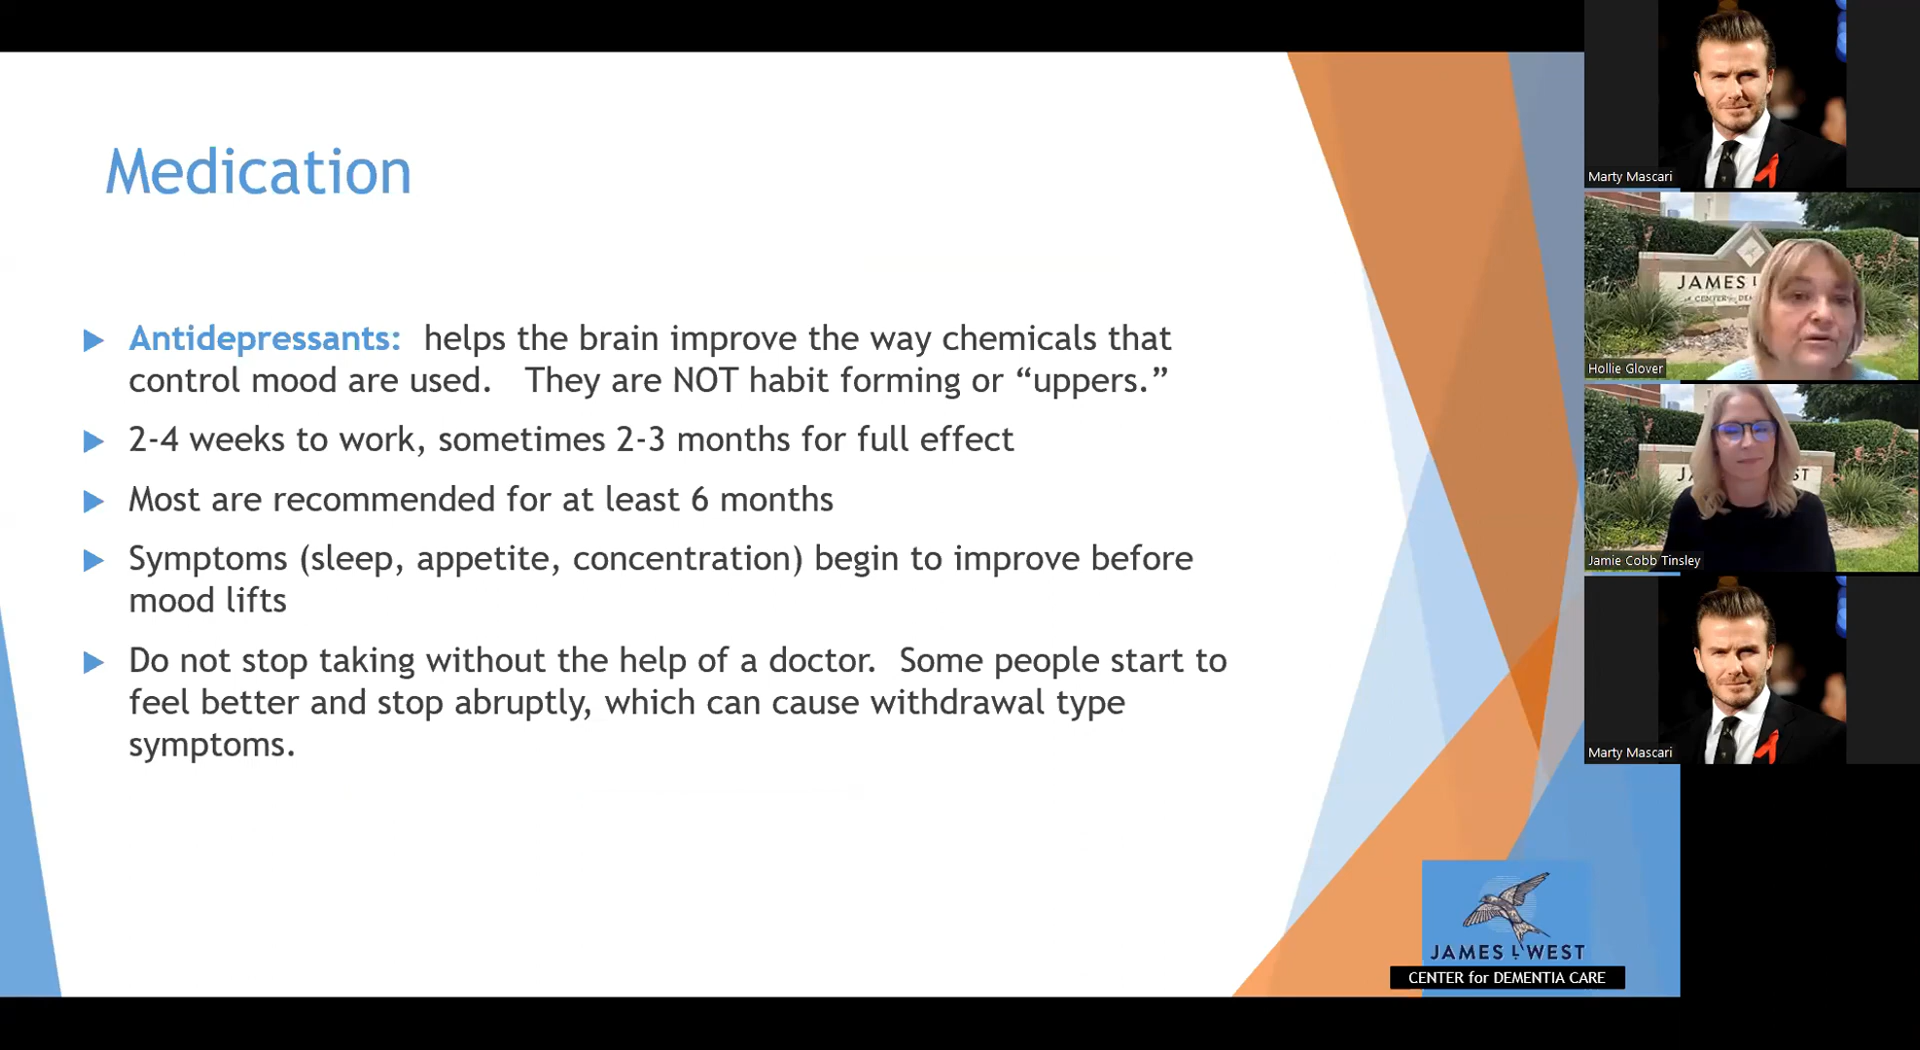 Medication
Antidepressants: helps the brain improve the way chemicals that
control mood are used. They are NOT habit forming or “uppers.”
2-4 weeks to work, sometimes 2-3 months for full effect
Most are recommended for at least 6 months
Symptoms (sleep, appetite, concentration) begin to improve before
mood lifts
Do not stop taking without the help of a doctor. Some people start to
feel better and stop abruptly, which can cause withdrawal type
symptoms.
JAMES L WEST
CENTER for DEMENTIA CARE
Marty Mascari
JAMES L
Hollie Glover
ST
Jamie Cobb Tinsley
Marty Mascari